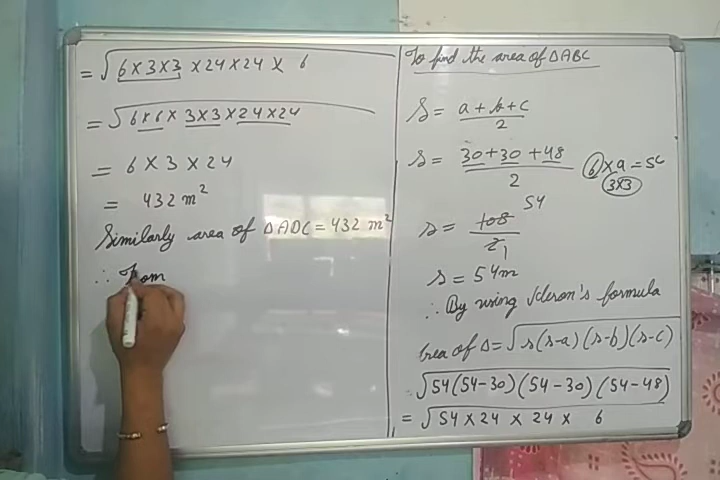 = √6×3×3 ×24×24 × 6
= √6×6× 3×3×24×24
= 6×3×24
= 432 m²
Similarly area of ΔADC = 432 m²
∴ From
To find the area of ΔABC
S = a+b+c / 2
s = 30+30+48 / 2
6×9=54
3×3
s = 108 / 2 54 1
s = 54m
∴ By using Heron's formula
Area of Δ = √s(s-a)(s-b)(s-c)
√54(54-30)(54-30)(54-48)
= √54×24 × 24 × 6